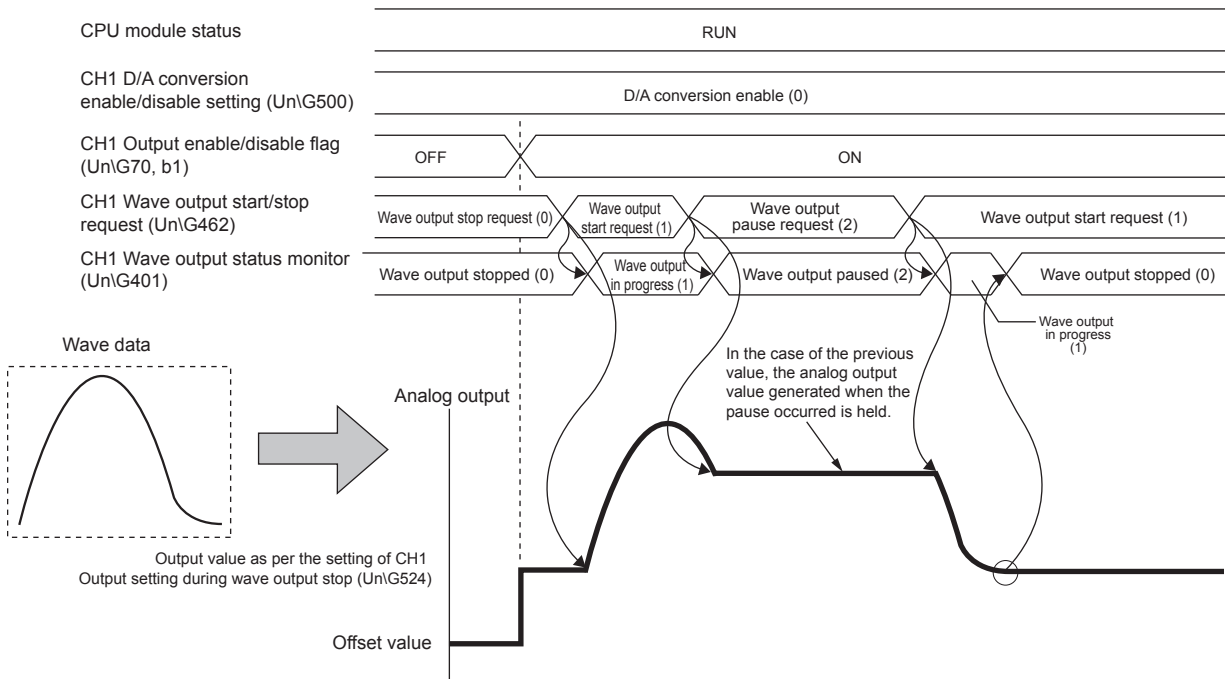 CPU module status
RUN
CH1 D/A conversion
enable/disable setting (Un\G500)
D/A conversion enable (0)
CH1 Output enable/disable flag
(Un\G70, b1)
OFF
ON
CH1 Wave output start/stop
request (Un\G462)
Wave output stop request (0)
Wave output
start request (1)
Wave output
pause request (2)
Wave output start request (1)
CH1 Wave output status monitor
(Un\G401)
Wave output stopped (0)
Wave output
in progress (1)
Wave output paused (2)
Wave output stopped (0)
Wave output
in progress
(1)
Wave data
In the case of the previous
value, the analog output
value generated when the
pause occurred is held.
Analog output
Output value as per the setting of CH1
Output setting during wave output stop (Un\G524)
Offset value